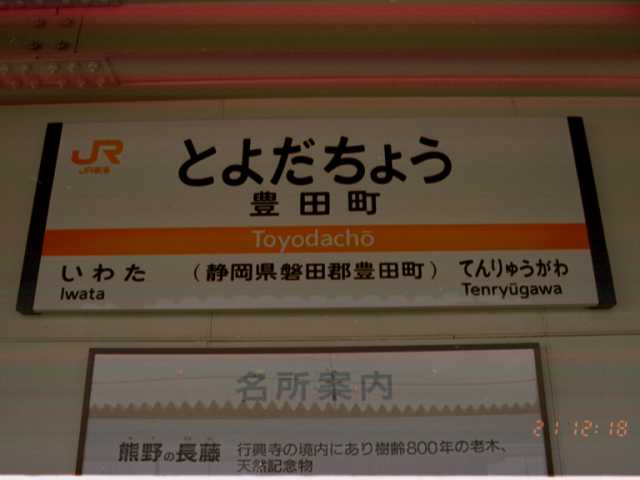 JR
JR東海
とよだちょう
豊田町
Toyodachō
いわた (静岡県磐田郡豊田町) てんりゅうがわ
Iwata Tenryūgawa
名所案内
熊野の長藤 行興寺の境内にあり樹齢800年の老木、
天然記念物
21 12:18